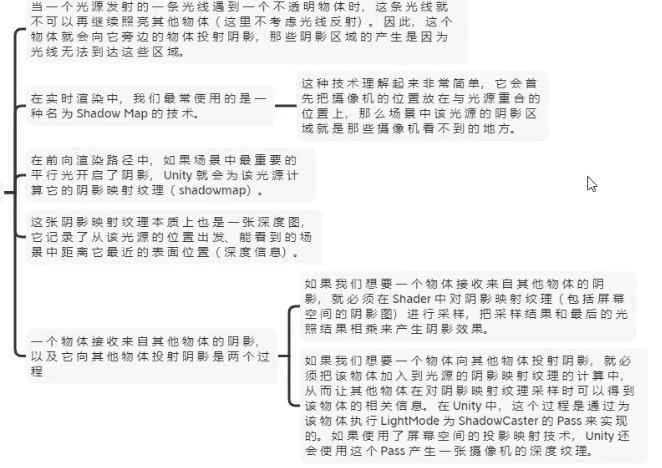 当一个光源发射的一条光线遇到一个不透明物体时，这条光线就
不可以再继续照亮其他物体（这里不考虑光线反射）。因此，这个
物体就会向它旁边的物体投射阴影，那些阴影区域的产生是因为
光线无法到达这些区域。
在实时渲染中，我们最常使用的是一
种名为 Shadow Map 的技术。
这种技术理解起来非常简单，它会首
先把摄像机的位置放在与光源重合的
位置上，那么场景中该光源的阴影区
域就是那些摄像机看不到的地方。
在前向渲染路径中，如果场景中最重要的
平行光开启了阴影，Unity 就会为该光源计
算它的阴影映射纹理（shadowmap）。
这张阴影映射纹理本质上也是一张深度图，
它记录了从该光源的位置出发、能看到的场
景中距离它最近的表面位置（深度信息）。
一个物体接收来自其他物体的阴影，
以及它向其他物体投射阴影是两个过
程
如果我们想要一个物体接收来自其他物体的阴
影，就必须在 Shader 中对阴影映射纹理（包括屏幕
空间的阴影图）进行采样，把采样结果和最后的光
照结果相乘来产生阴影效果。
如果我们想要一个物体向其他物体投射阴影，就必
须把该物体加入到光源的阴影映射纹理的计算中，
从而让其他物体在对阴影映射纹理采样时可以得到
该物体的相关信息。在 Unity 中，这个过程是通过为
该物体执行 LightMode 为 ShadowCaster 的 Pass 来实现
的。如果使用了屏幕空间的投影映射技术，Unity 还
会使用这个 Pass 产生一张摄像机的深度纹理。